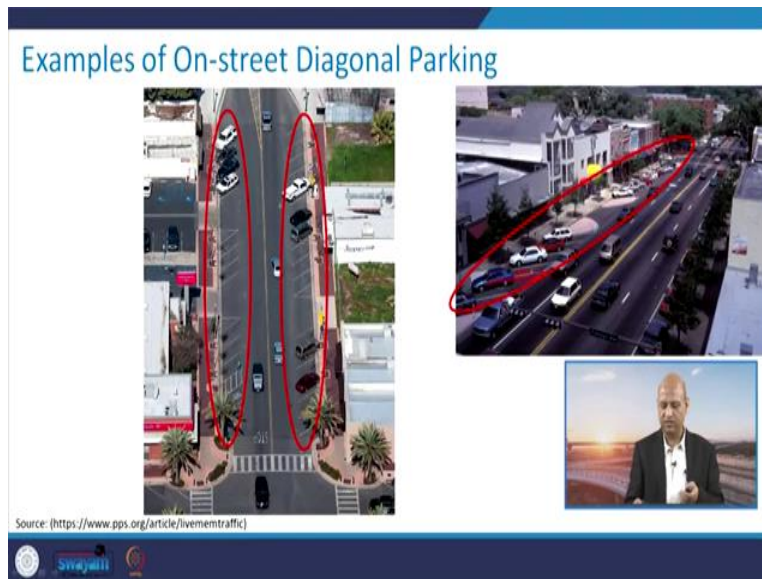 Examples of On-street Diagonal Parking
Source: (https://www.pps.org/article/livememtraffic)
swayam